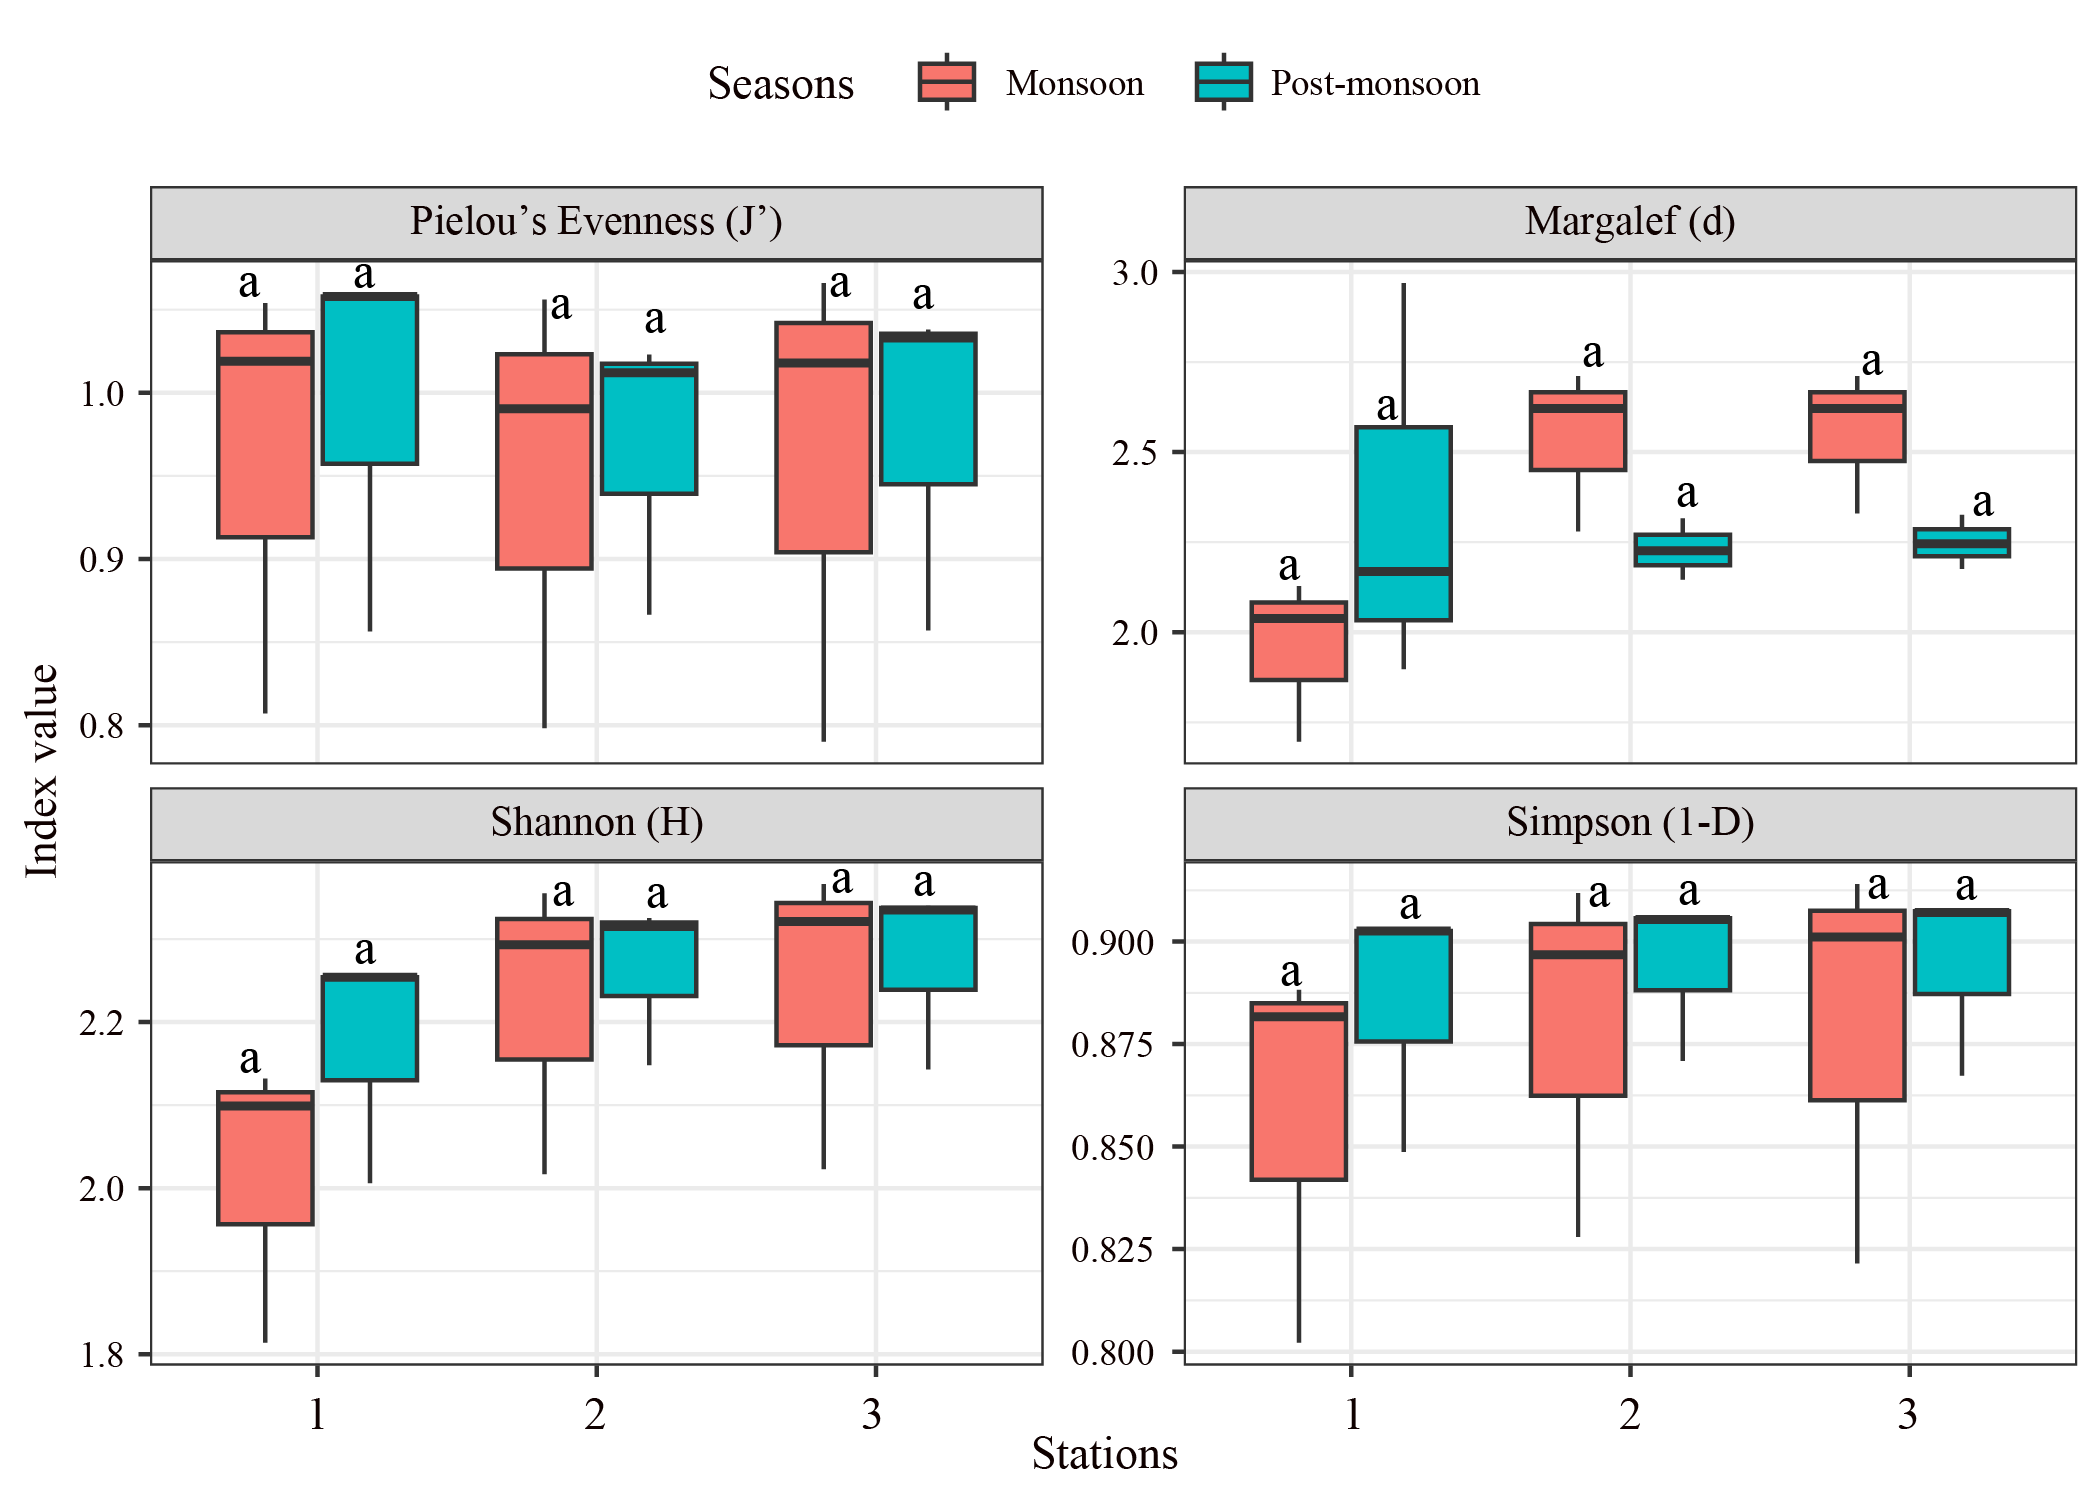 Seasons Monsoon Post-monsoon
Pielou’s Evenness (J’)
a a a a a a
1.0
0.9
0.8
Margalef (d)
a a a a a a
3.0
2.5
2.0
Index value
Shannon (H)
a a a a a a
2.2
2.0
1.8
1 2 3
Simpson (1-D)
a a a a a a
0.900
0.875
0.850
0.825
0.800
1 2 3
Stations